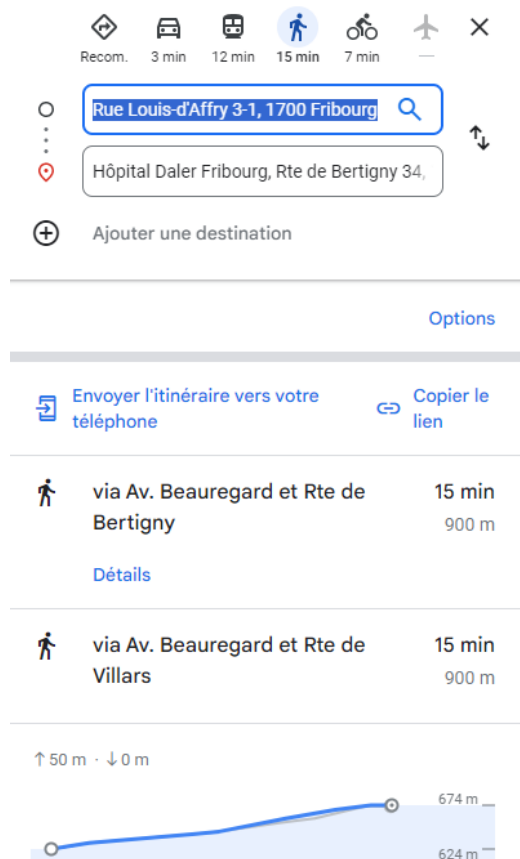 Recom.
3 min
12 min
15 min
7 min
—
Rue Louis-d'Affry 3-1, 1700 Fribourg
Hôpital Daler Fribourg, Rte de Bertigny 34,
Ajouter une destination
Options
Envoyer l'itinéraire vers votre
téléphone
Copier le
lien
via Av. Beauregard et Rte de
Bertigny
15 min
900 m
Détails
via Av. Beauregard et Rte de
Villars
15 min
900 m
↑ 50 m · ↓ 0 m
674 m
624 m